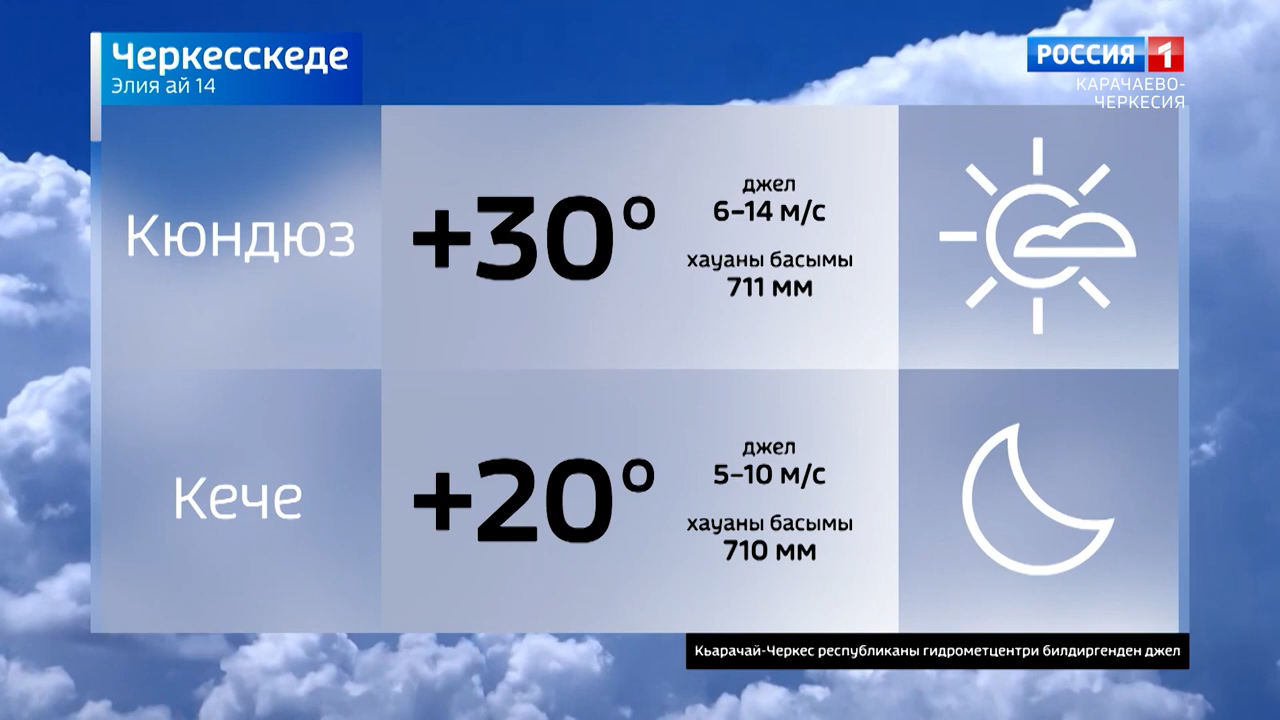 Черкесскеде
Элия ай 14
РОССИЯ 1
КАРАЧАЕВО-
ЧЕРКЕСИЯ
Кюндюз
+30°
джел
6-14 м/с
хауаны басымы
711 мм
Кече
+20°
джел
5-10 м/с
хауаны басымы
710 мм
Кьарачай-Черкес республиканы гидрометцентри билдиргенден джел